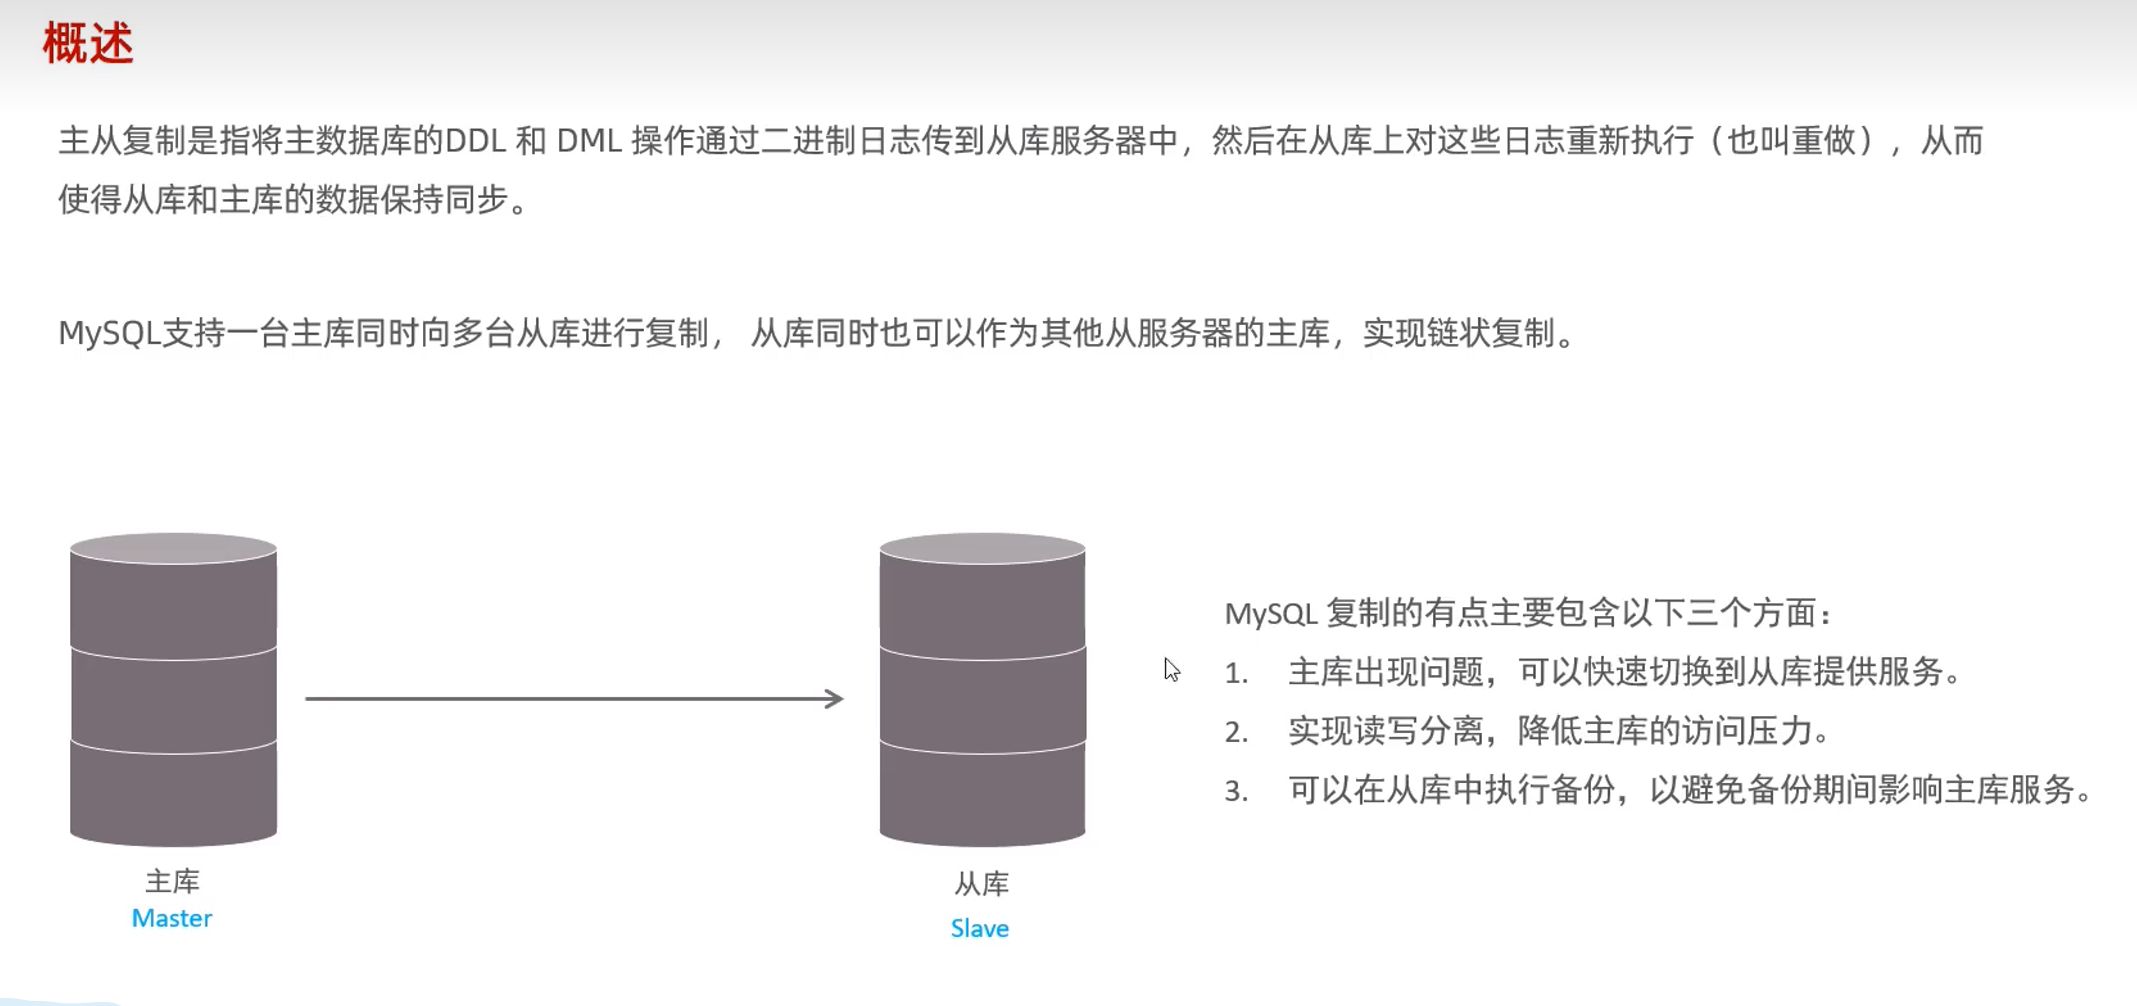 概述
主从复制是指将主数据库的DDL 和 DML 操作通过二进制日志传到从库服务器中，然后在从库上对这些日志重新执行（也叫重做），从而
使得从库和主库的数据保持同步。
MySQL支持一台主库同时向多台从库进行复制， 从库同时也可以作为其他从服务器的主库，实现链状复制。
MySQL 复制的有点主要包含以下三个方面：
1. 主库出现问题，可以快速切换到从库提供服务。
2. 实现读写分离，降低主库的访问压力。
3. 可以在从库中执行备份，以避免备份期间影响主库服务。
主库
Master
从库
Slave